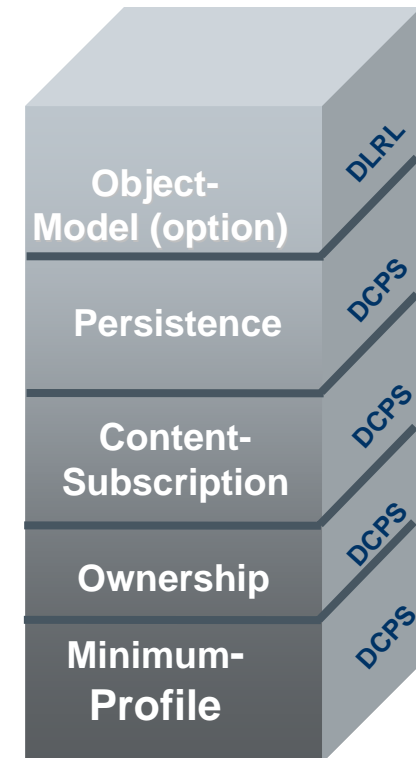 Object-
Model (option)
DLRL
Persistence
DCPS
Content-
Subscription
DCPS
Ownership
DCPS
Minimum-
Profile
DCPS